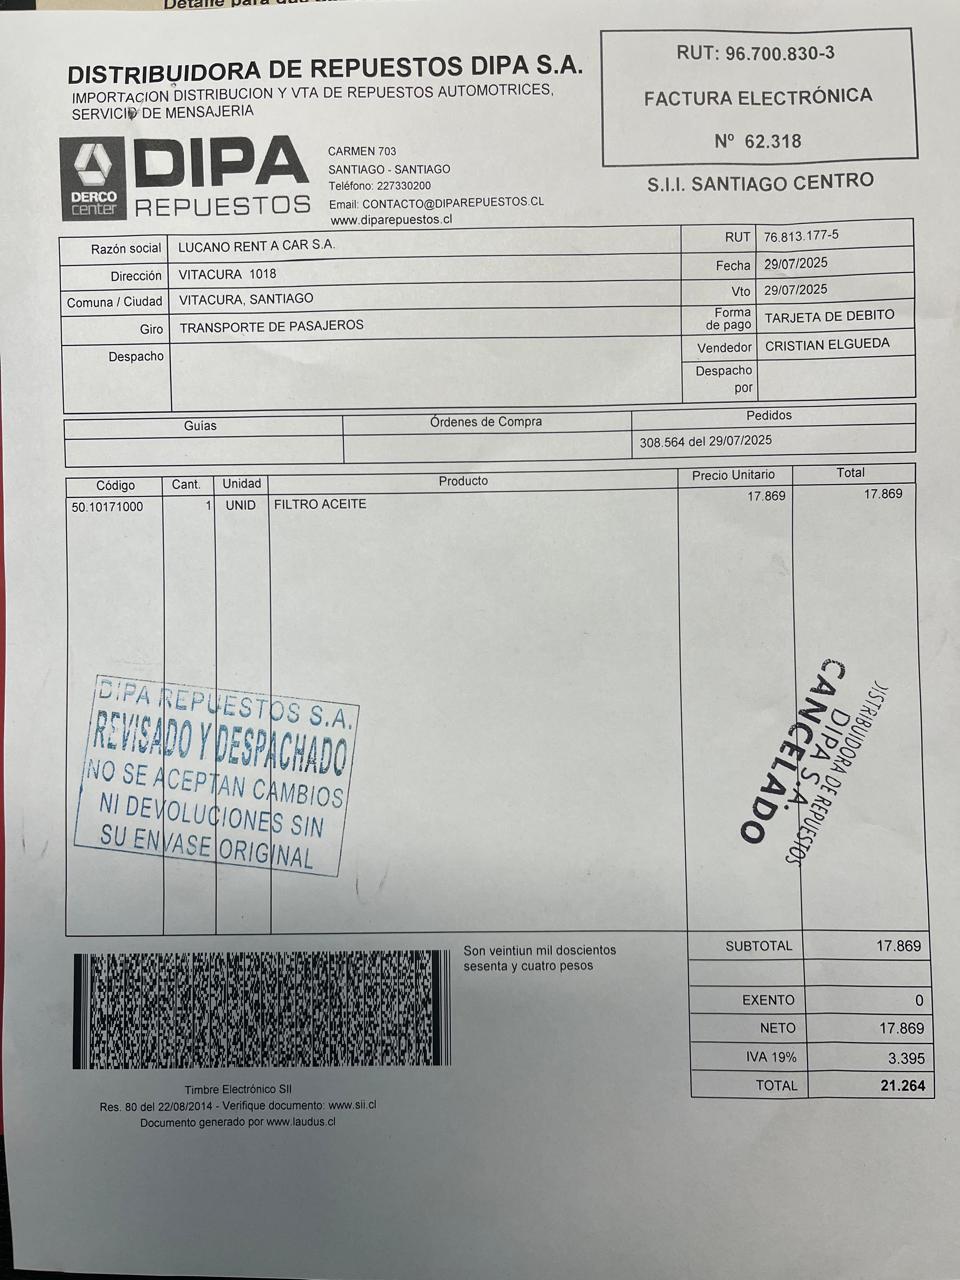 Detalle para que
DISTRIBUIDORA DE REPUESTOS DIPA S.A.
IMPORTACION DISTRIBUCION Y VTA DE REPUESTOS AUTOMOTRICES,
SERVICIO DE MENSAJERIA
DERCO
center
DIPA
REPUESTOS
CARMEN 703
SANTIAGO - SANTIAGO
Teléfono: 227330200
Email: CONTACTO@DIPAREPUESTOS.CL
www.diparepuestos.cl
RUT: 96.700.830-3
FACTURA ELECTRÓNICA
Nº 62.318
S.I.I. SANTIAGO CENTRO
Razón social LUCANO RENT A CAR S.A.
Dirección VITACURA 1018
Comuna / Ciudad VITACURA, SANTIAGO
Giro TRANSPORTE DE PASAJEROS
Despacho
RUT 76.813.177-5
Fecha 29/07/2025
Vto 29/07/2025
Forma
de pago TARJETA DE DEBITO
Vendedor CRISTIAN ELGUEDA
Despacho
por
Guías Órdenes de Compra Pedidos
308.564 del 29/07/2025
Código Cant. Unidad Producto Precio Unitario Total
50.10171000 1 UNID FILTRO ACEITE 17.869 17.869
DIPA REPUESTOS S.A.
REVISADO Y DESPACHADO
NO SE ACEPTAN CAMBIOS
NI DEVOLUCIONES SIN
SU ENVASE ORIGINAL
DISTRIBUIDORA DE REPUESTOS
DIPA S.A.
CANCELADO
Son veintiun mil doscientos
sesenta y cuatro pesos
SUBTOTAL 17.869
EXENTO 0
NETO 17.869
IVA 19% 3.395
TOTAL 21.264
Timbre Electrónico SII
Res. 80 del 22/08/2014 - Verifique documento: www.sii.cl
Documento generado por www.laudus.cl